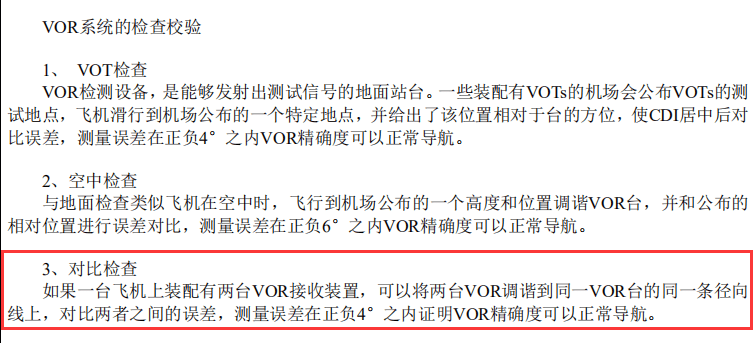 VOR系统的检查校验
1、 VOT检查
VOR检测设备，是能够发射出测试信号的地面站台。一些装配有VOTs的机场会公布VOTs的测
试地点，飞机滑行到机场公布的一个特定地点，并给出了该位置相对于台的方位，使CDI居中后对
比误差，测量误差在正负4°之内VOR精确度可以正常导航。
2、空中检查
与地面检查类似飞机在空中时，飞行到机场公布的一个高度和位置调谐VOR台，并和公布的
相对位置进行误差对比，测量误差在正负6°之内VOR精确度可以正常导航。
3、对比检查
如果一台飞机上装配有两台VOR接收装置，可以将两台VOR调谐到同一VOR台的同一条径向
线上，对比两者之间的误差，测量误差在正负4°之内证明VOR精确度可以正常导航。